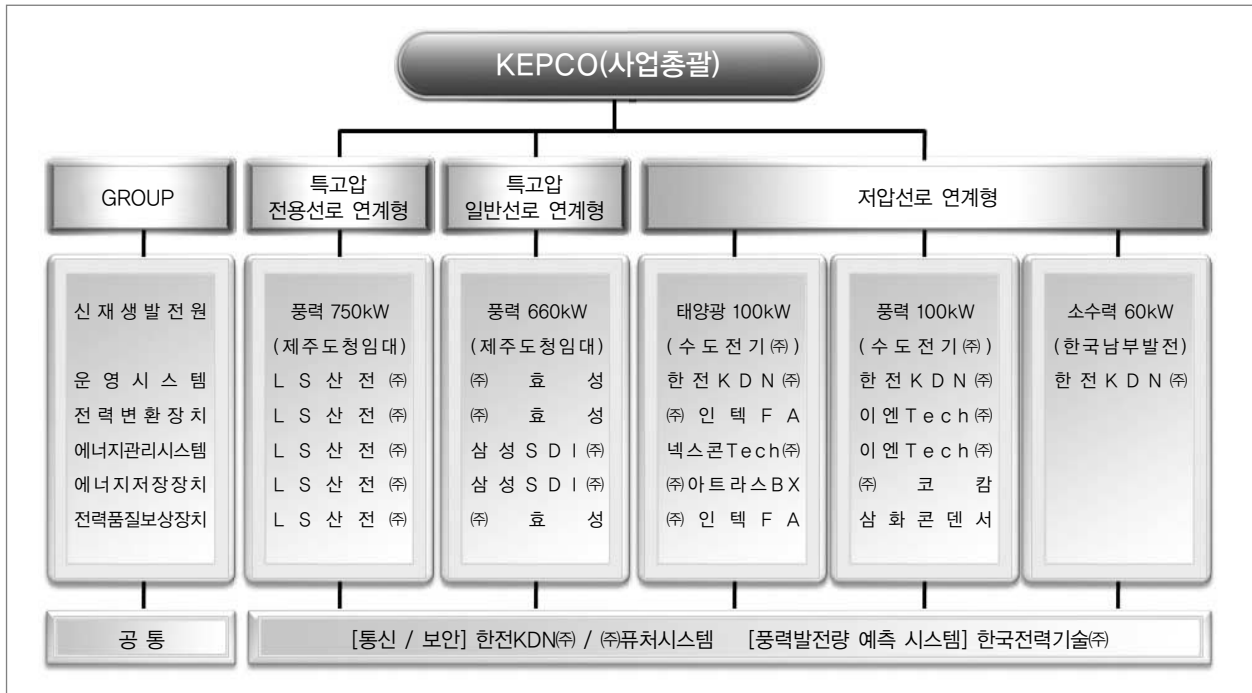 KEPCO(사업총괄)
GROUP
특고압
전용선로 연계형
특고압
일반선로 연계형
저압선로 연계형
신재생발전원
운영시스템
전력변환장치
에너지관리시스템
에너지저장장치
전력품질보상장치
풍력 750kW
(제주도청임대)
LS산전㈜
LS산전㈜
LS산전㈜
LS산전㈜
LS산전㈜
풍력 660kW
(제주도청임대)
㈜효성
㈜효성
삼성SDI㈜
삼성SDI㈜
㈜효성
태양광 100kW
(수도전기㈜)
한전KDN㈜
㈜인텍FA
넥스콘Tech㈜
㈜아트라스BX
㈜인텍FA
풍력 100kW
(수도전기㈜)
한전KDN㈜
이엔Tech㈜
이엔Tech㈜
㈜코캄
삼화콘덴서
소수력 60kW
(한국남부발전)
한전KDN㈜
공통
[통신 / 보안] 한전KDN㈜ / ㈜퓨처시스템 [풍력발전량 예측 시스템] 한국전력기술㈜